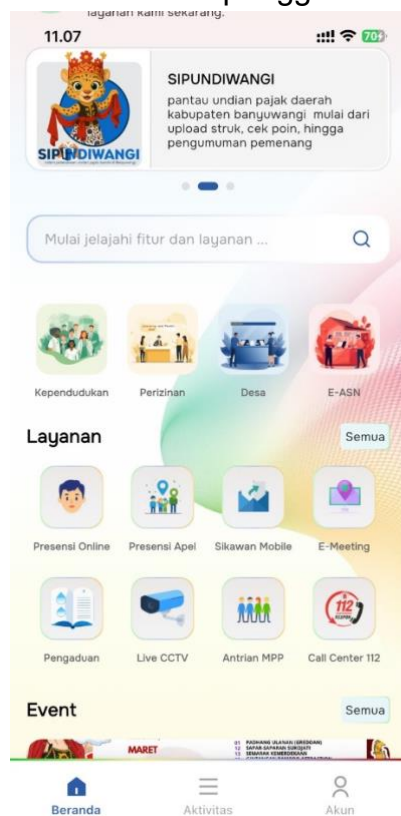 layanan kami sekarang.
11.07
70
SIPUNDIWANGI
SIPUNDIWANGI
pantau undian pajak daerah
kabupaten banyuwangi mulai dari
upload struk, cek poin, hingga
pengumuman pemenang
Mulai jelajahi fitur dan layanan ...
Kependudukan
Perizinan
Desa
E-ASN
Layanan
Semua
Presensi Online
Presensi Apel
Sikawan Mobile
E-Meeting
112
Pengaduan
Live CCTV
Antrian MPP
Call Center 112
Event
Semua
MARET
Beranda
Aktivitas
Akun